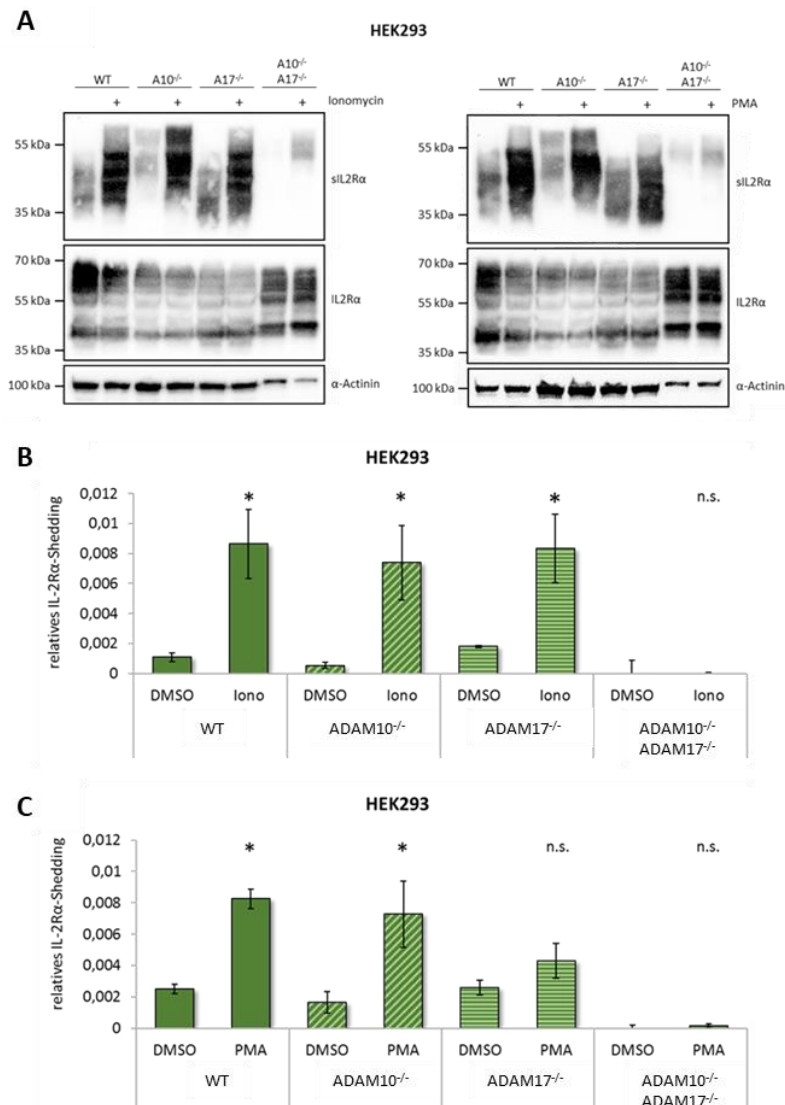 A
HEK293
WT A10-/- A17-/- A10-/- A17-/-
+ + + + Ionomycin
55 kDa
35 kDa
sIL2Rα
70 kDa
55 kDa
35 kDa
IL2Rα
100 kDa
α-Actinin
WT A10-/- A17-/- A10-/- A17-/-
+ + + + PMA
55 kDa
35 kDa
sIL2Rα
70 kDa
55 kDa
35 kDa
IL2Rα
100 kDa
α-Actinin
B
HEK293
relatives IL-2Rα-Shedding
0,012
0,01
0,008
0,006
0,004
0,002
0
* * * n.s.
DMSO Iono DMSO Iono DMSO Iono DMSO Iono
WT ADAM10-/- ADAM17-/- ADAM10-/-
ADAM17-/-
C
HEK293
relatives IL-2Rα-Shedding
0,012
0,01
0,008
0,006
0,004
0,002
0
* * n.s. n.s.
DMSO PMA DMSO PMA DMSO PMA DMSO PMA
WT ADAM10-/- ADAM17-/- ADAM10-/-
ADAM17-/-